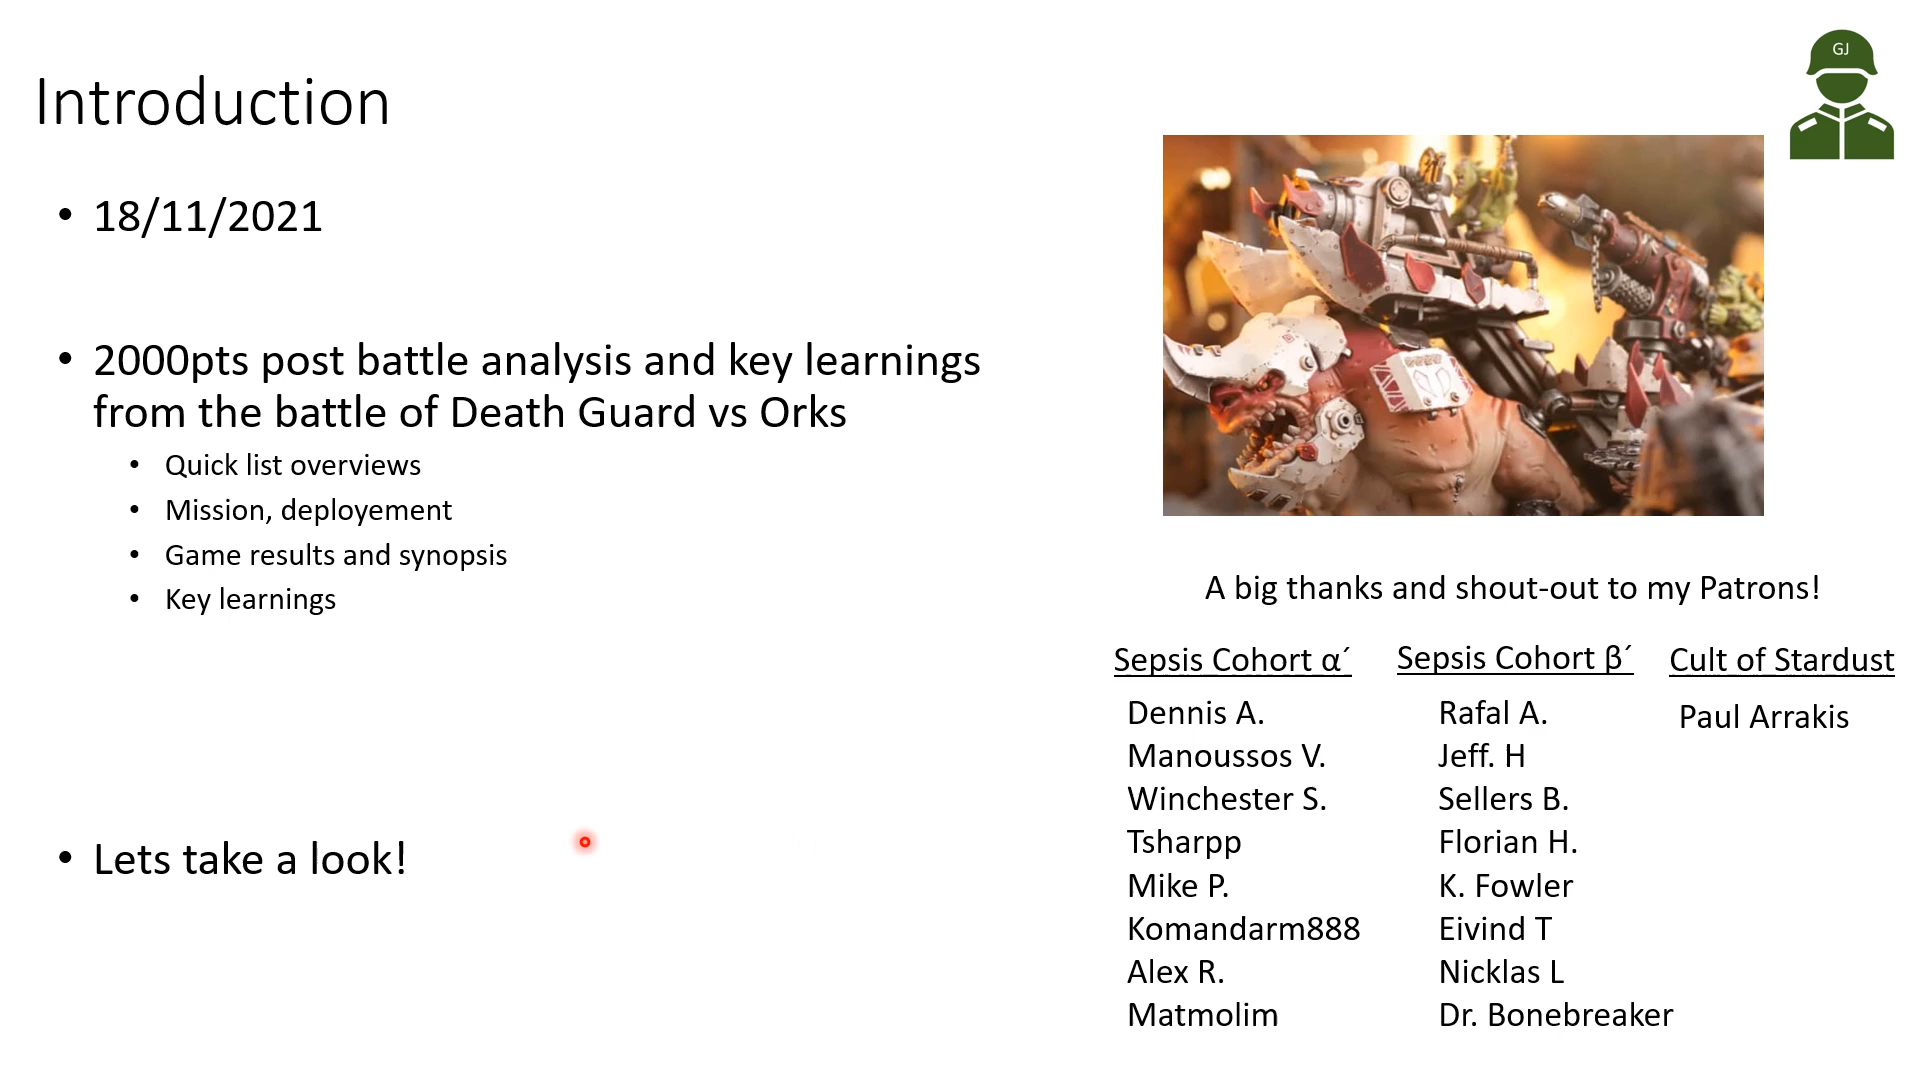 GJ
Introduction
• 18/11/2021
• 2000pts post battle analysis and key learnings
from the battle of Death Guard vs Orks
• Quick list overviews
• Mission, deployement
• Game results and synopsis
• Key learnings
• Lets take a look!
A big thanks and shout-out to my Patrons!
Sepsis Cohort α´
Dennis A.
Manoussos V.
Winchester S.
Tsharpp
Mike P.
Komandarm888
Alex R.
Matmolim
Sepsis Cohort β´
Rafal A.
Jeff. H
Sellers B.
Florian H.
K. Fowler
Eivind T
Nicklas L
Dr. Bonebreaker
Cult of Stardust
Paul Arrakis